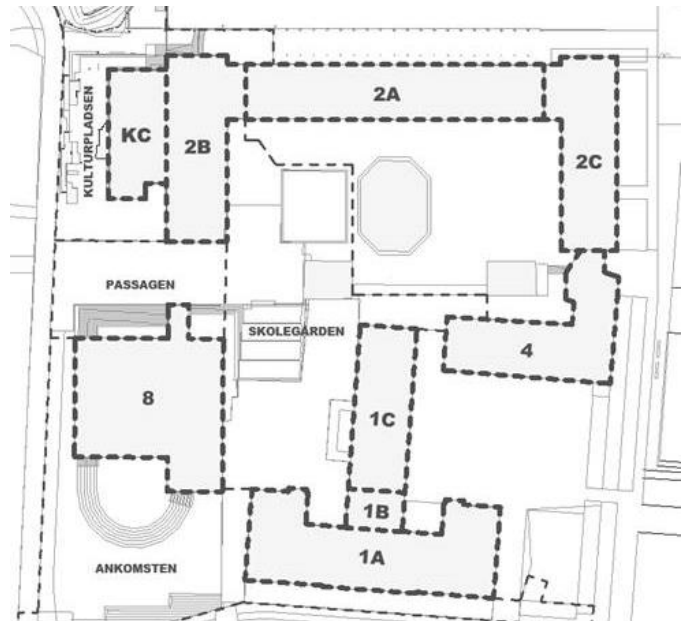 2A
KC
2B
2C
KULTURPLADSEN
PASSAGEN
SKOLEGÅRDEN
4
8
1C
1B
1A
ANKOMSTEN